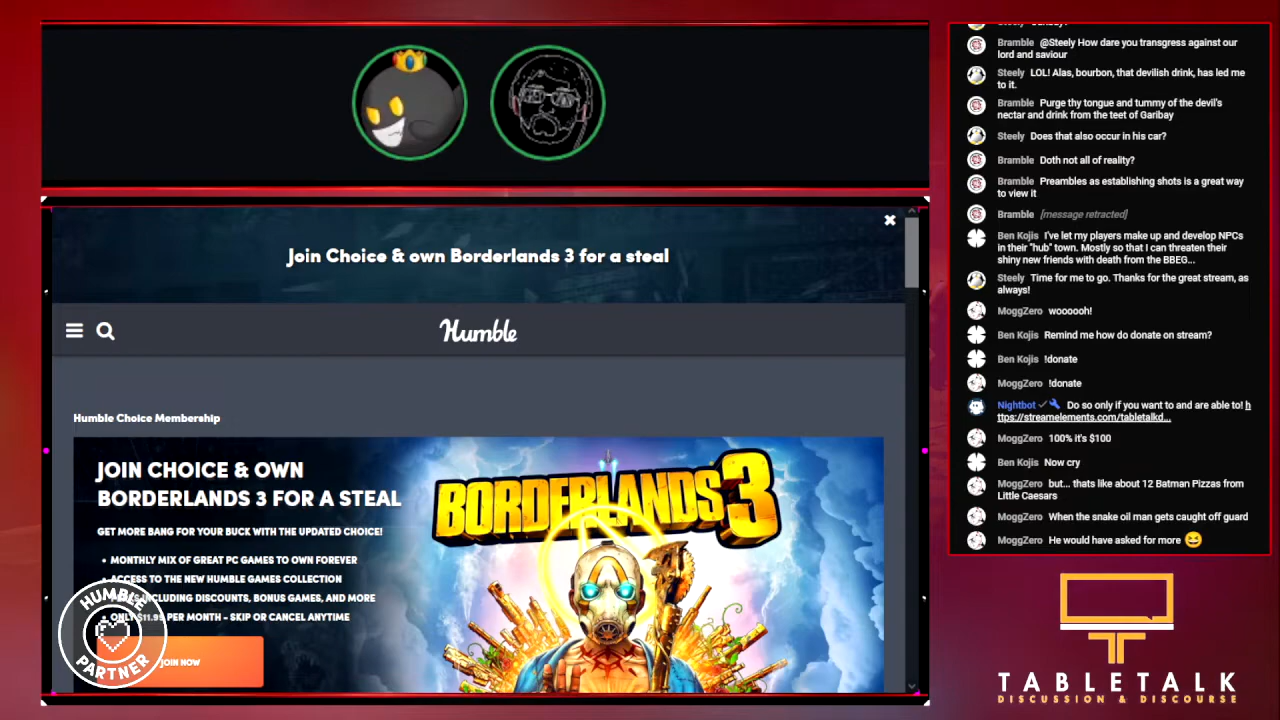 Join Choice & own Borderlands 3 for a steal
Humble
Humble Choice Membership
JOIN CHOICE & OWN
BORDERLANDS 3 FOR A STEAL
GET MORE BANG FOR YOUR BUCK WITH THE UPDATED CHOICE!
• MONTHLY MIX OF GREAT PC GAMES TO OWN FOREVER
• ACCESS TO THE NEW HUMBLE GAMES COLLECTION
INCLUDING DISCOUNTS, BONUS GAMES, AND MORE
• ONLY $11.99 PER MONTH - SKIP OR CANCEL ANYTIME
JOIN NOW
HUMBLE
PARTNER
BORDERLANDS 3
Bramble @Steely How dare you transgress against our
lord and saviour
Steely LOL! Alas, bourbon, that devilish drink, has led me
to it.
Bramble Purge thy tongue and tummy of the devil's
nectar and drink from the teet of Garibay
Steely Does that also occur in his car?
Bramble Doth not all of reality?
Bramble Preambles as establishing shots is a great way
to view it
Bramble [message retracted]
Ben Kojis I've let my players make up and develop NPCs
in their "hub" town. Mostly so that I can threaten their
shiny new friends with death from the BBEG...
Steely Time for me to go. Thanks for the great stream, as
always!
MoggZero woooooh!
Ben Kojis Remind me how do donate on stream?
Ben Kojis !donate
MoggZero !donate
Nightbot Do so only if you want to and are able to! h
ttps://streamelements.com/tabletalkd...
MoggZero 100% it's $100
Ben Kojis Now cry
MoggZero but... thats like about 12 Batman Pizzas from
Little Caesars
MoggZero When the snake oil man gets caught off guard
MoggZero He would have asked for more 😆
TABLETALK
DISCUSSION & DISCOURSE